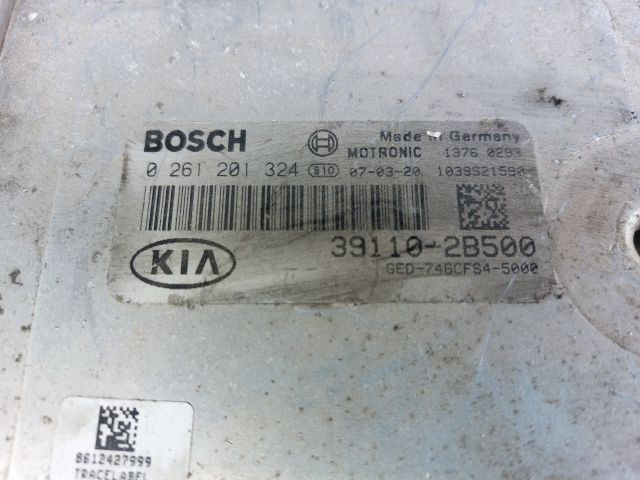 BOSCH Made in Germany
MOTRONIC 1376 0293
0 261 201 324 B10 07-03-20 1039S21590
39110-2B500
KIA GED-746CFS4-5000
8612427999
TRACELABEL